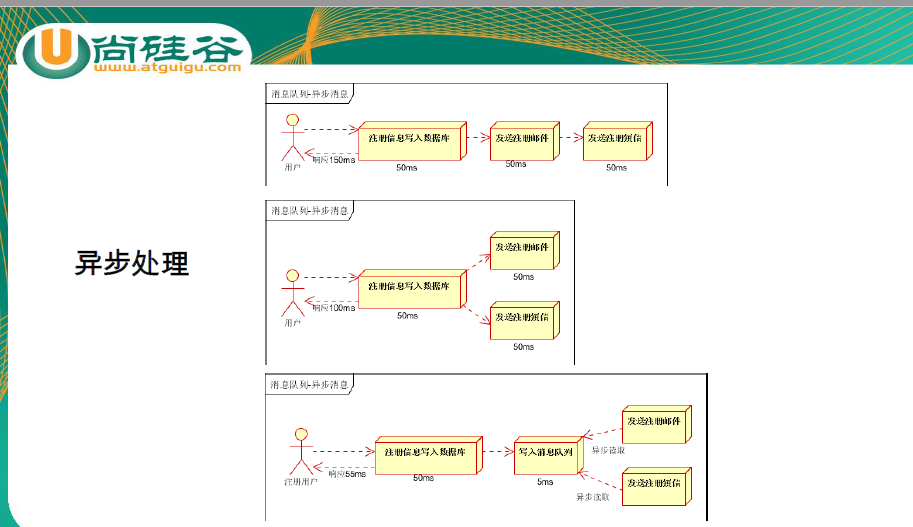 U 尚硅谷
www.atguigu.com
异步处理
消息队列-异步消息
用户
响应150ms
注册信息写入数据库
50ms
发送注册邮件
50ms
发送注册短信
50ms
消息队列-异步消息
用户
响应100ms
注册信息写入数据库
50ms
发送注册邮件
50ms
发送注册短信
50ms
消息队列-异步消息
注册用户
响应55ms
注册信息写入数据库
50ms
写入消息队列
5ms
发送注册邮件
异步读取
发送注册短信
异步读取